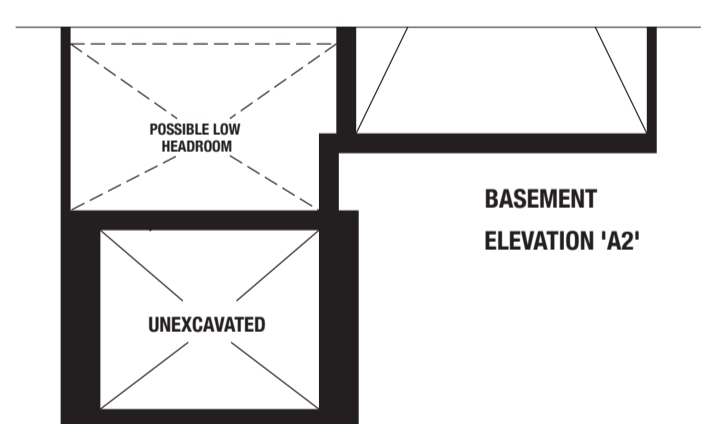 POSSIBLE LOW
HEADROOM
BASEMENT
ELEVATION 'A2'
UNEXCAVATED